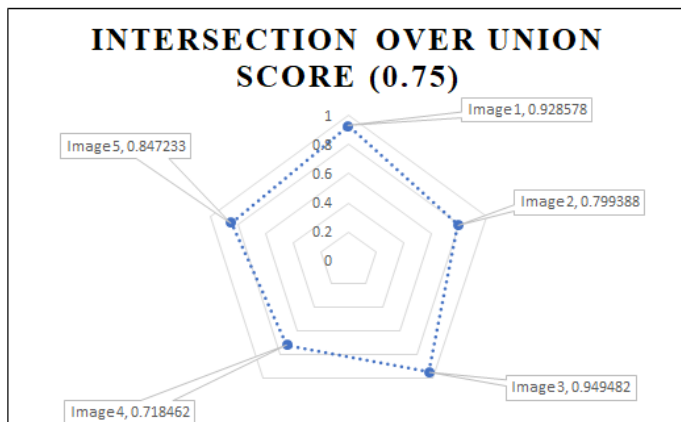 INTERSECTION OVER UNION
SCORE (0.75)
Image1, 0.928578
Image5, 0.847233
1
0.8
0.6
0.4
0.2
0
Image2, 0.799388
Image3, 0.949482
Image4, 0.718462